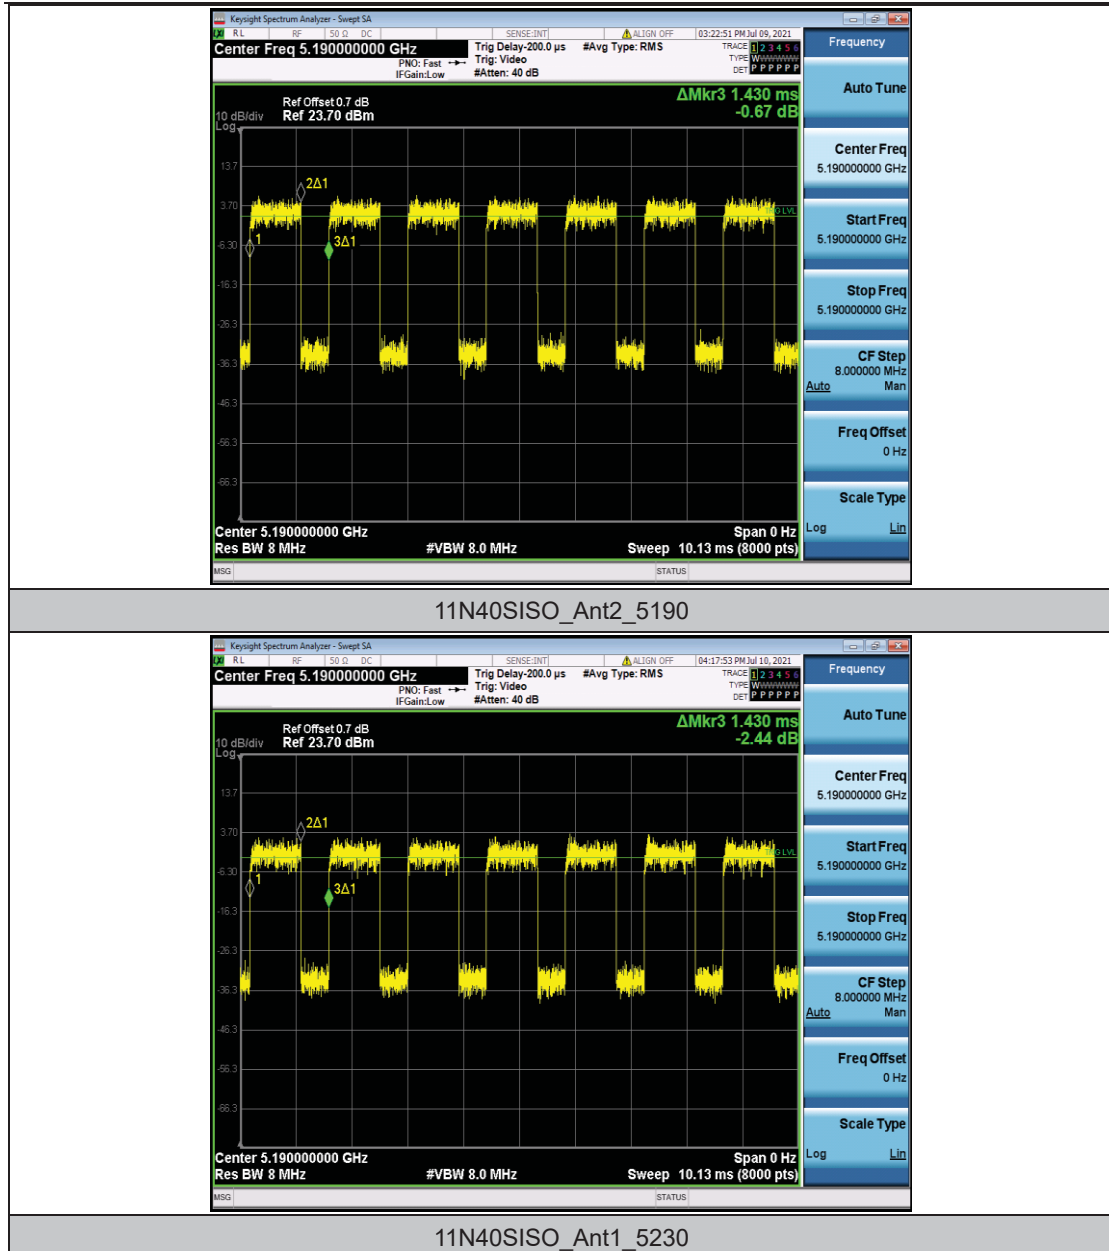 Keysight Spectrum Analyzer - Swept SA
LXI RL RF 50 Ω DC SENSE:INT ALIGN OFF 03:22:51 PM Jul 09, 2021
Center Freq 5.190000000 GHz
PNO: Fast
IFGain:Low
Trig Delay-200.0 µs
Trig: Video
#Atten: 40 dB
#Avg Type: RMS
TRACE 1 2 3 4 5 6
TYPE W
DET P P P P P P
Frequency
ΔMkr3 1.430 ms
-0.67 dB
Ref Offset 0.7 dB
10 dB/div Ref 23.70 dBm
Log
13.7
3.70
-6.30
-16.3
-26.3
-36.3
-46.3
-56.3
-66.3
2Δ1
1
3Δ1
Auto Tune
Center Freq
5.190000000 GHz
Start Freq
5.190000000 GHz
Stop Freq
5.190000000 GHz
CF Step
8.000000 MHz
Auto Man
Freq Offset
0 Hz
Scale Type
Log Lin
Center 5.190000000 GHz Span 0 Hz
Res BW 8 MHz #VBW 8.0 MHz Sweep 10.13 ms (8000 pts)
MSG STATUS
11N40SISO_Ant2_5190
Keysight Spectrum Analyzer - Swept SA
LXI RL RF 50 Ω DC SENSE:INT ALIGN OFF 04:17:53 PM Jul 10, 2021
Center Freq 5.190000000 GHz
PNO: Fast
IFGain:Low
Trig Delay-200.0 µs
Trig: Video
#Atten: 40 dB
#Avg Type: RMS
TRACE 1 2 3 4 5 6
TYPE W
DET P P P P P P
Frequency
ΔMkr3 1.430 ms
-2.44 dB
Ref Offset 0.7 dB
10 dB/div Ref 23.70 dBm
Log
13.7
3.70
-6.30
-16.3
-26.3
-36.3
-46.3
-56.3
-66.3
2Δ1
1
3Δ1
Auto Tune
Center Freq
5.190000000 GHz
Start Freq
5.190000000 GHz
Stop Freq
5.190000000 GHz
CF Step
8.000000 MHz
Auto Man
Freq Offset
0 Hz
Scale Type
Log Lin
Center 5.190000000 GHz Span 0 Hz
Res BW 8 MHz #VBW 8.0 MHz Sweep 10.13 ms (8000 pts)
MSG STATUS
11N40SISO_Ant1_5230